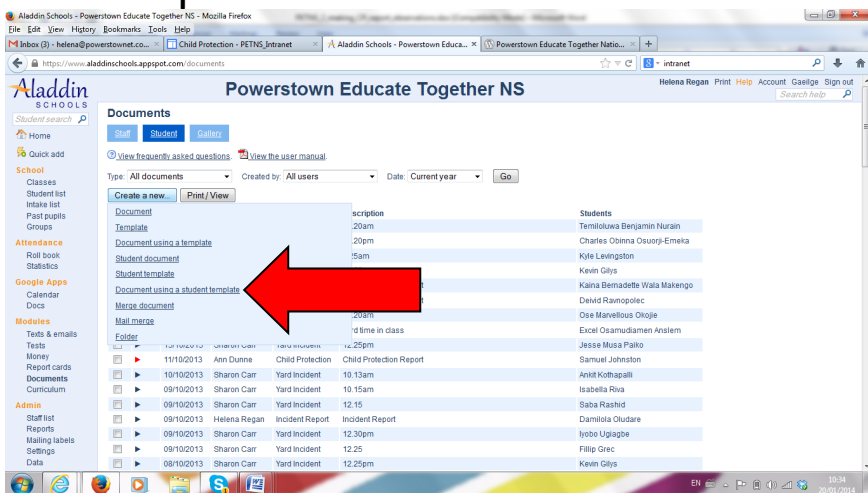 Aladdin Schools - Powerstown Educate Together NS - Mozilla Firefox
File Edit View History Bookmarks Tools Help
Inbox (3) - helena@powerstownet.co... Child Protection - PETNS_Intranet Aladdin Schools - Powerstown Educa... Powerstown Educate Together Natio...
https://www.aladdinschools.appspot.com/documents intranet
Aladdin SCHOOLS
Powerstown Educate Together NS
Helena Regan Print Help Account Gaeilge Sign out
Search help
Student search
Home
Quick add
School
Classes
Student list
Intake list
Past pupils
Groups
Attendance
Roll book
Statistics
Google Apps
Calendar
Docs
Modules
Texts & emails
Tests
Money
Report cards
Documents
Curriculum
Admin
Staff list
Reports
Mailing labels
Settings
Data
Documents
Staff Student Gallery
View frequently asked questions. View the user manual.
Type: All documents Created by: All users Date: Current year Go
Create a new... Print / View
Document
Template
Document using a template
Student document
Student template
Document using a student template
Merge document
Mail merge
Folder
scription Students
.20am Temiloluwa Benjamin Nurain
.20pm Charles Obinna Osuorji-Emeka
5am Kyle Levingston
Kevin Gilys
Kaina Bernadette Wala Makengo
Deivid Ravnopolec
.20am Ose Marvellous Okojie
rd time in class Excel Osamudiamen Anslem
15/10/2013 Sharon Carr Yard Incident 12.25pm Jesse Musa Paiko
11/10/2013 Ann Dunne Child Protection Child Protection Report Samuel Johnston
10/10/2013 Sharon Carr Yard Incident 10.13am Ankit Kothapalli
09/10/2013 Sharon Carr Yard Incident 10.15am Isabella Riva
09/10/2013 Sharon Carr Yard Incident 12.15 Saba Rashid
09/10/2013 Helena Regan Incident Report Incident Report Damilola Oludare
09/10/2013 Sharon Carr Yard Incident 12.30pm Iyobo Ugiagbe
09/10/2013 Sharon Carr Yard Incident 12.25 Fillip Grec
08/10/2013 Sharon Carr Yard Incident 12.25pm Kevin Gilys
EN 10:34
20/01/2014